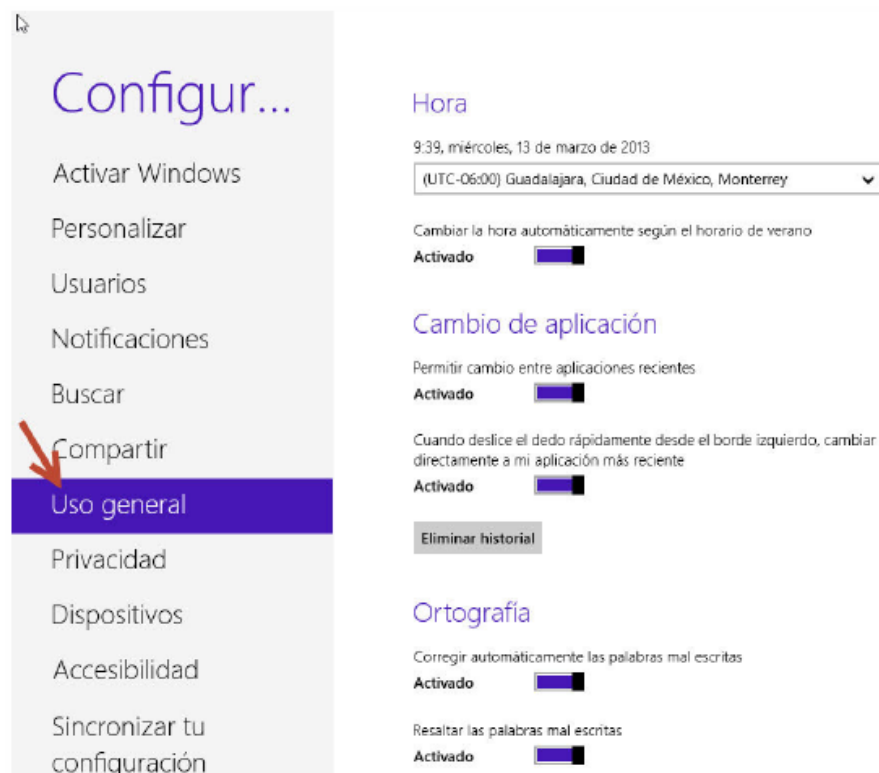 Configur...
Activar Windows
Personalizar
Usuarios
Notificaciones
Buscar
Compartir
Uso general
Privacidad
Dispositivos
Accesibilidad
Sincronizar tu
configuración
Hora
9:39, miércoles, 13 de marzo de 2013
(UTC-06:00) Guadalajara, Ciudad de México, Monterrey
Cambiar la hora automáticamente según el horario de verano
Activado
Cambio de aplicación
Permitir cambio entre aplicaciones recientes
Activado
Cuando deslice el dedo rápidamente desde el borde izquierdo, cambiar
directamente a mi aplicación más reciente
Activado
Eliminar historial
Ortografía
Corregir automáticamente las palabras mal escritas
Activado
Resaltar las palabras mal escritas
Activado